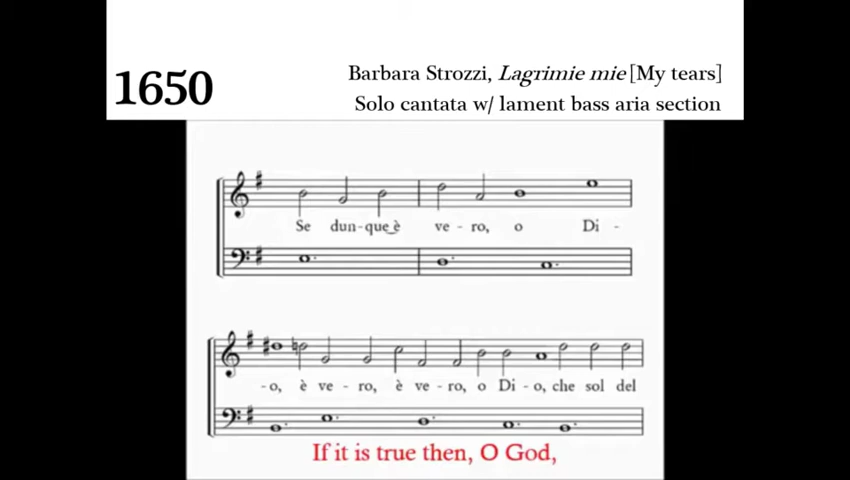 1650
Barbara Strozzi, Lagrimie mie [My tears]
Solo cantata w/ lament bass aria section
Se dun-que è ve - ro, o Di -
-o, è ve - ro, è ve - ro, o Di - o, che sol del
If it is true then, O God,